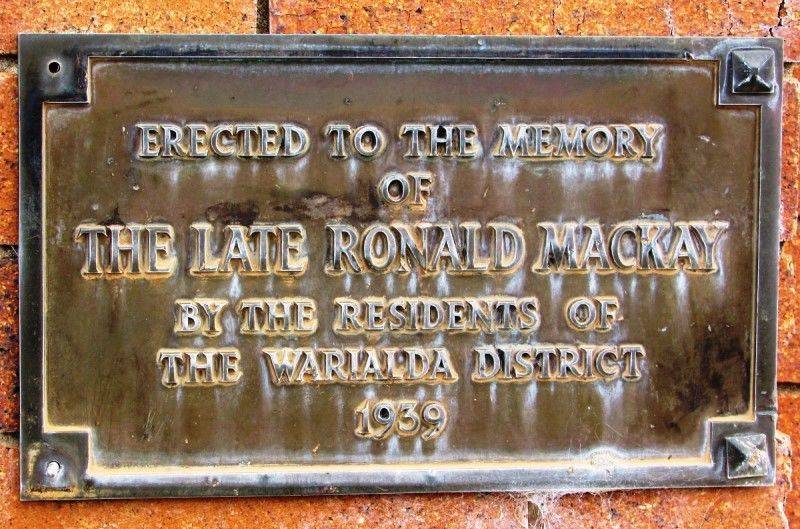 ERECTED TO THE MEMORY
OF
THE LATE RONALD MACKAY
BY THE RESIDENTS OF
THE WARIALDA DISTRICT
1939